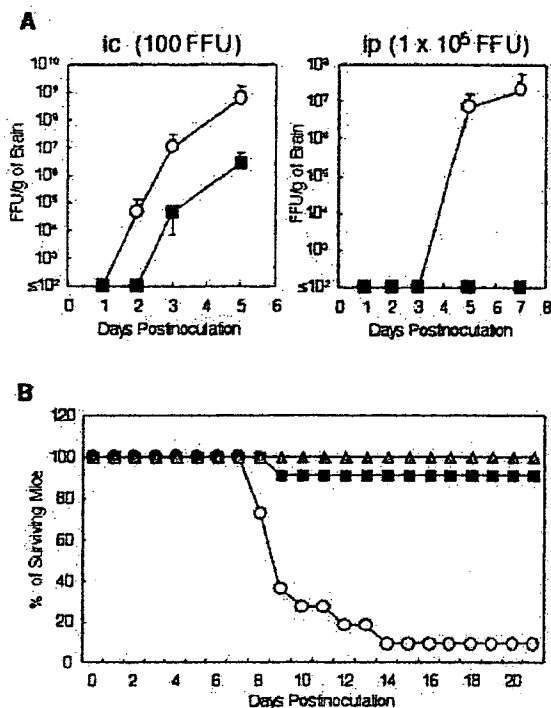 A
ic (100 FFU)
ip (1 x 10⁵ FFU)
FFU/g of Brain
10¹⁰
10⁹
10⁸
10⁷
10⁶
10⁵
10⁴
10³
≤10²
0 1 2 3 4 5 6
Days Postinoculation
FFU/g of Brain
10⁸
10⁷
10⁶
10⁵
10⁴
10³
≤10²
0 1 2 3 4 5 6 7 8
Days Postinoculation
B
% of Surviving Mice
120
100
80
60
40
20
0
0 2 4 6 8 10 12 14 16 18 20
Days Postinoculation